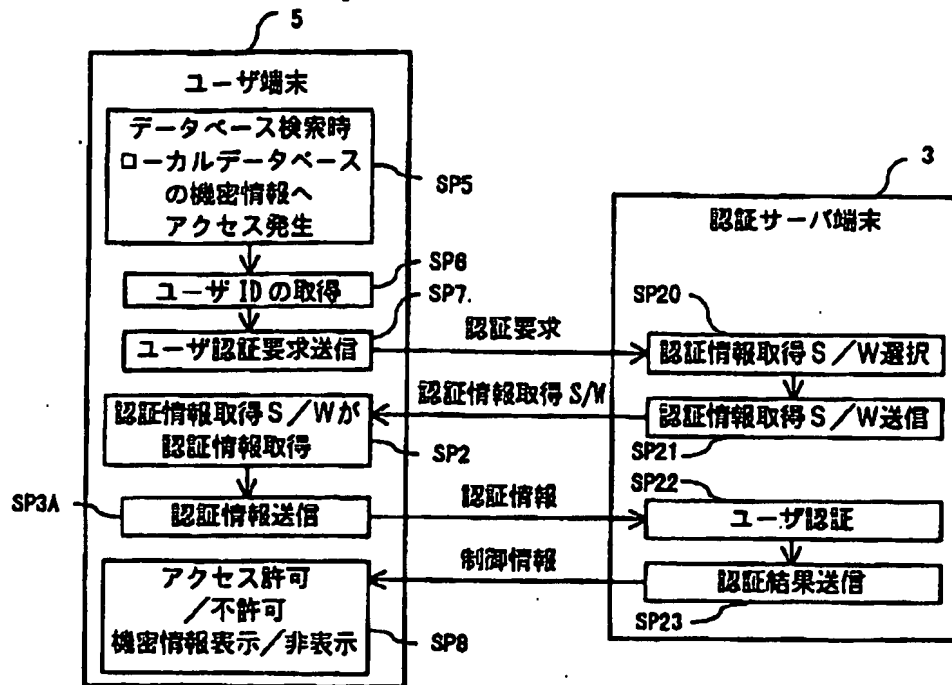 5
ユーザ端末
データベース検索時
ローカルデータベース
の機密情報へ
アクセス発生
SP5
ユーザIDの取得
SP6
ユーザ認証要求送信
SP7.
認証要求
認証情報取得S/W
認証情報取得S/Wが
認証情報取得
SP2
認証情報送信
SP3A
認証情報
制御情報
アクセス許可
/不許可
機密情報表示/非表示
SP8
3
認証サーバ端末
SP20
認証情報取得S/W選択
認証情報取得S/W送信
SP21
SP22
ユーザ認証
認証結果送信
SP23